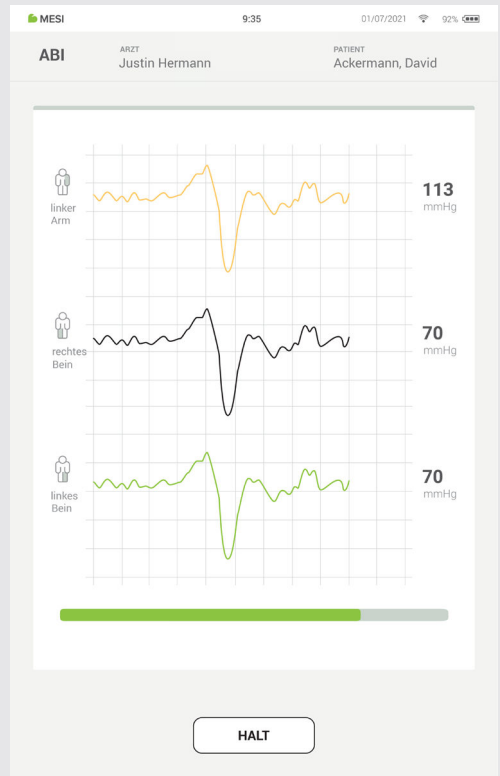 MESI 9:35 01/07/2021 92%
ABI
ARZT
Justin Hermann
PATIENT
Ackermann, David
linker
Arm
113
mmHg
rechtes
Bein
70
mmHg
linkes
Bein
70
mmHg
HALT